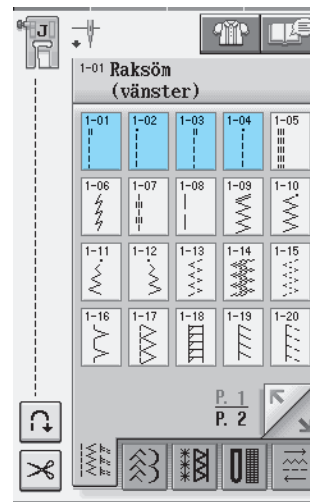 J
1-01 Raksöm
(vänster)
1-01 1-02 1-03 1-04 1-05
1-06 1-07 1-08 1-09 1-10
1-11 1-12 1-13 1-14 1-15
1-16 1-17 1-18 1-19 1-20
P. 1
P. 2